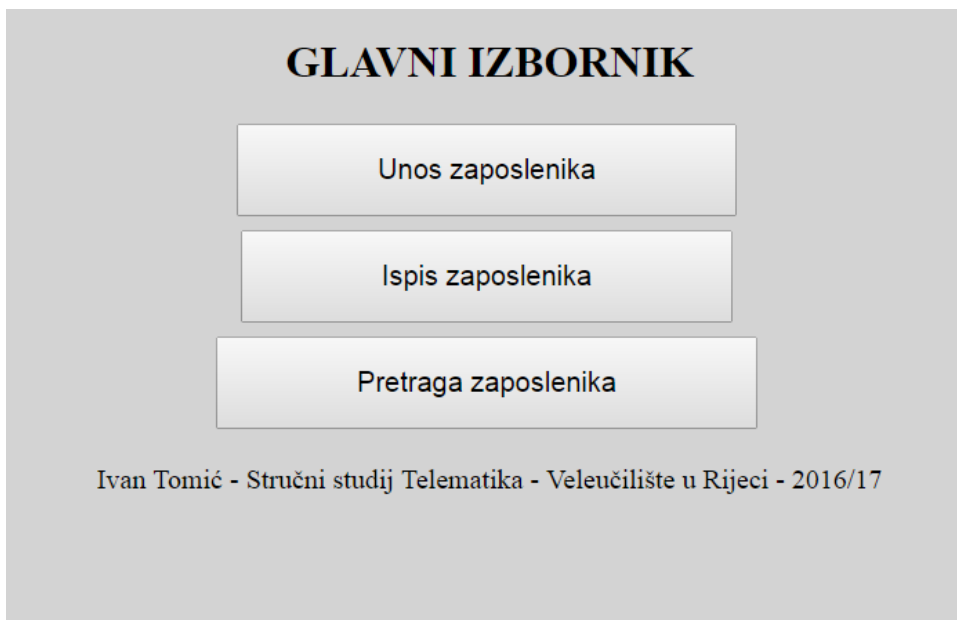 GLAVNI IZBORNIK
Unos zaposlenika
Ispis zaposlenika
Pretraga zaposlenika
Ivan Tomić - Stručni studij Telematika - Veleučilište u Rijeci - 2016/17